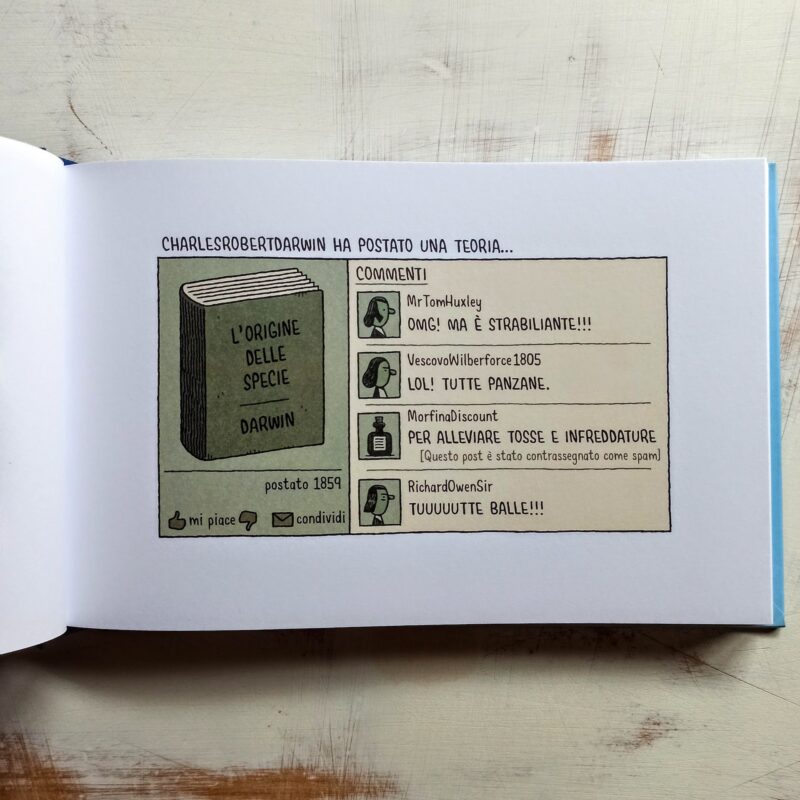 CHARLESROBERTDARWIN HA POSTATO UNA TEORIA...
L'ORIGINE
DELLE
SPECIE
DARWIN
postato 1859
mi piace
condividi
COMMENTI
MrTomHuxley
OMG! MA È STRABILIANTE!!!
VescovoWilberforce1805
LOL! TUTTE PANZANE.
MorfinaDiscount
PER ALLEVIARE TOSSE E INFREDDATURE
[Questo post è stato contrassegnato come spam]
RichardOwenSir
TUUUUUTTE BALLE!!!